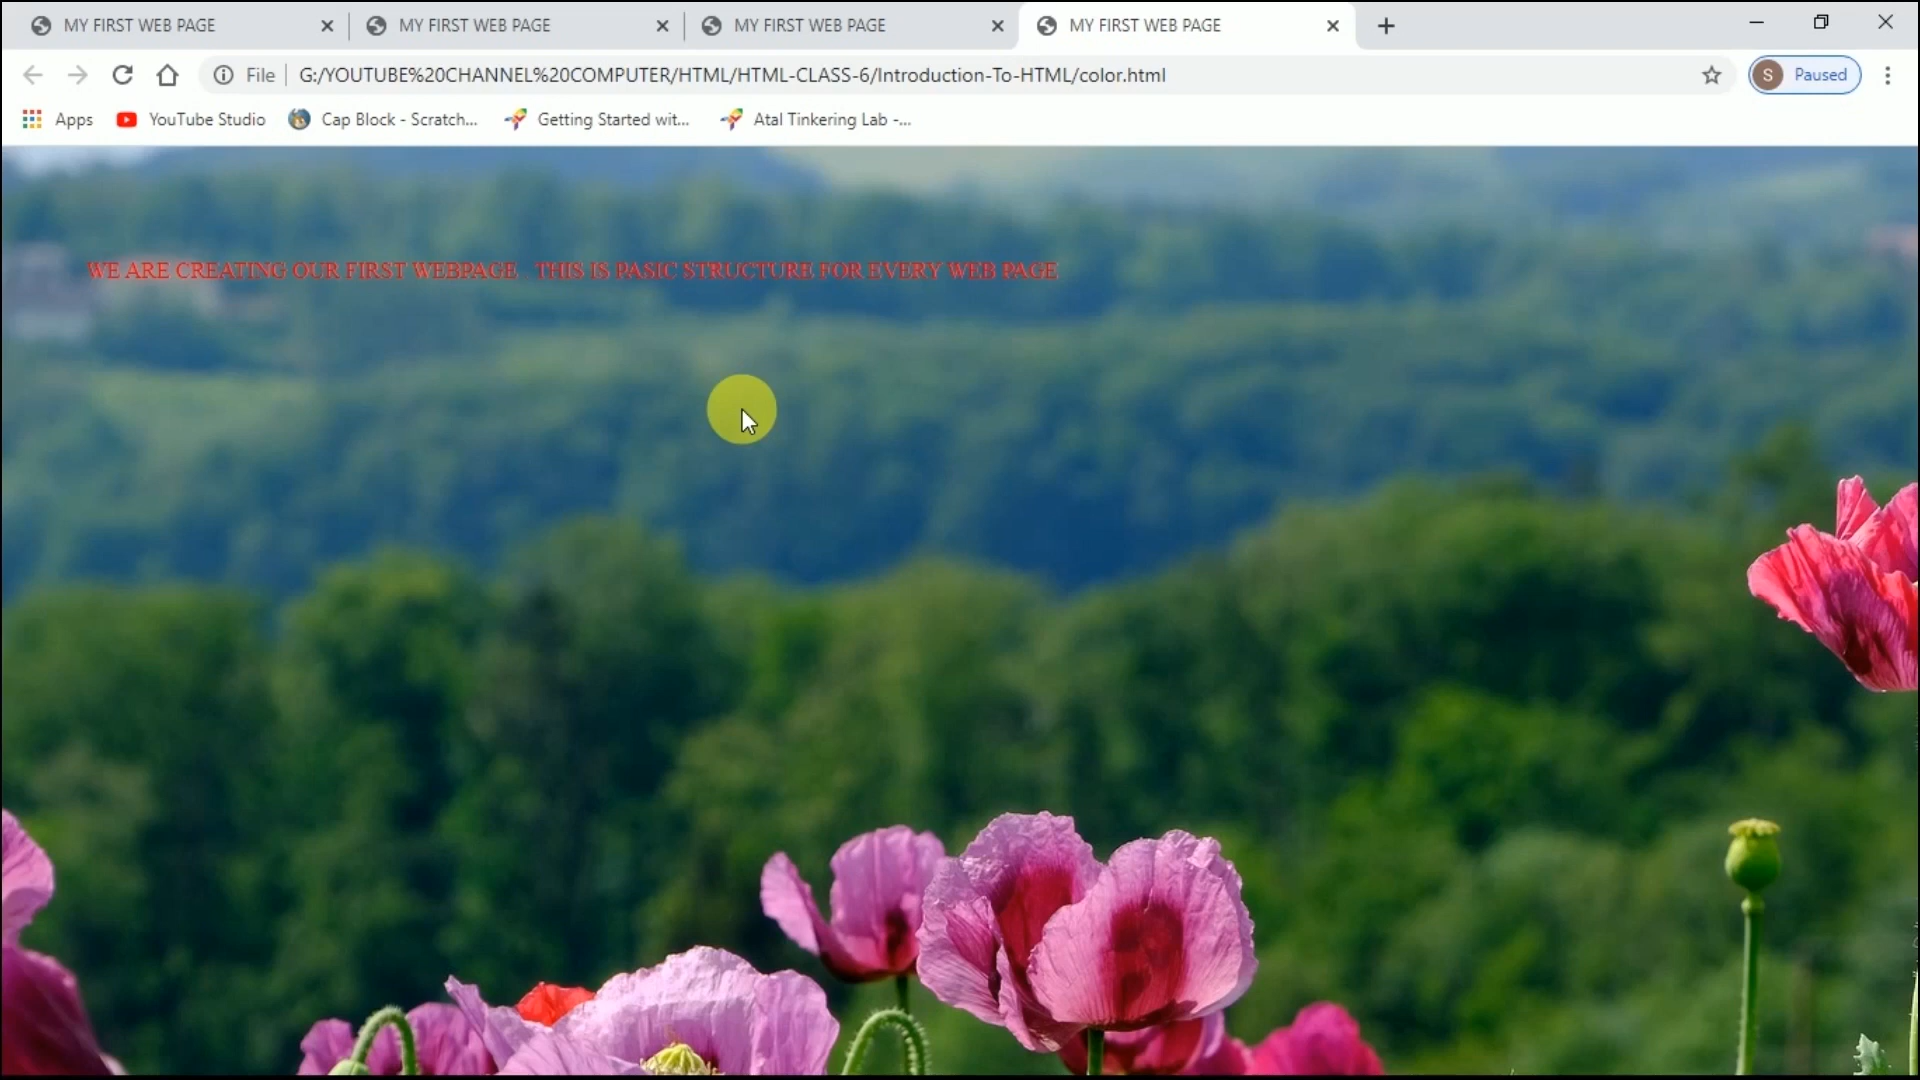 MY FIRST WEB PAGE
MY FIRST WEB PAGE
MY FIRST WEB PAGE
MY FIRST WEB PAGE
File G:/YOUTUBE%20CHANNEL%20COMPUTER/HTML/HTML-CLASS-6/Introduction-To-HTML/color.html
S Paused
Apps YouTube Studio Cap Block - Scratch... Getting Started wit... Atal Tinkering Lab -...
WE ARE CREATING OUR FIRST WEBPAGE . THIS IS PASIC STRUCTURE FOR EVERY WEB PAGE